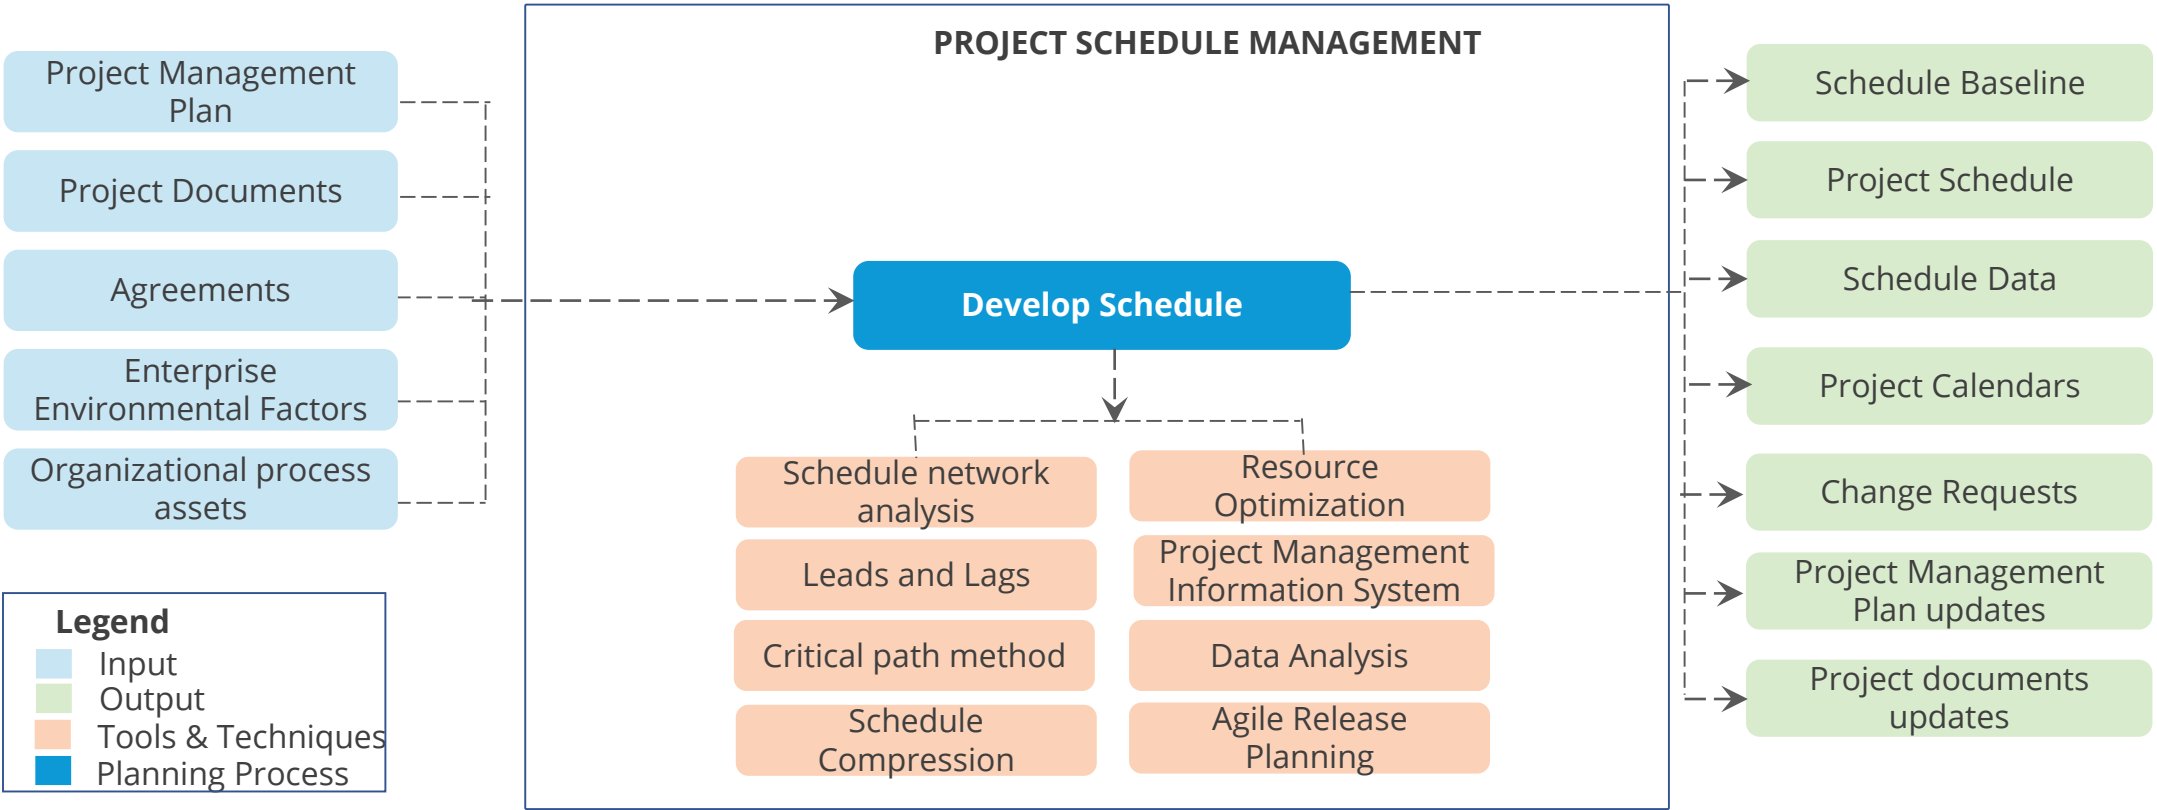 PROJECT SCHEDULE MANAGEMENT
Project Management
Plan
Project Documents
Agreements
Enterprise
Environmental Factors
Organizational process
assets
Develop Schedule
Schedule network
analysis
Leads and Lags
Critical path method
Schedule
Compression
Resource
Optimization
Project Management
Information System
Data Analysis
Agile Release
Planning
Schedule Baseline
Project Schedule
Schedule Data
Project Calendars
Change Requests
Project Management
Plan updates
Project documents
updates
Legend
Input
Output
Tools & Techniques
Planning Process